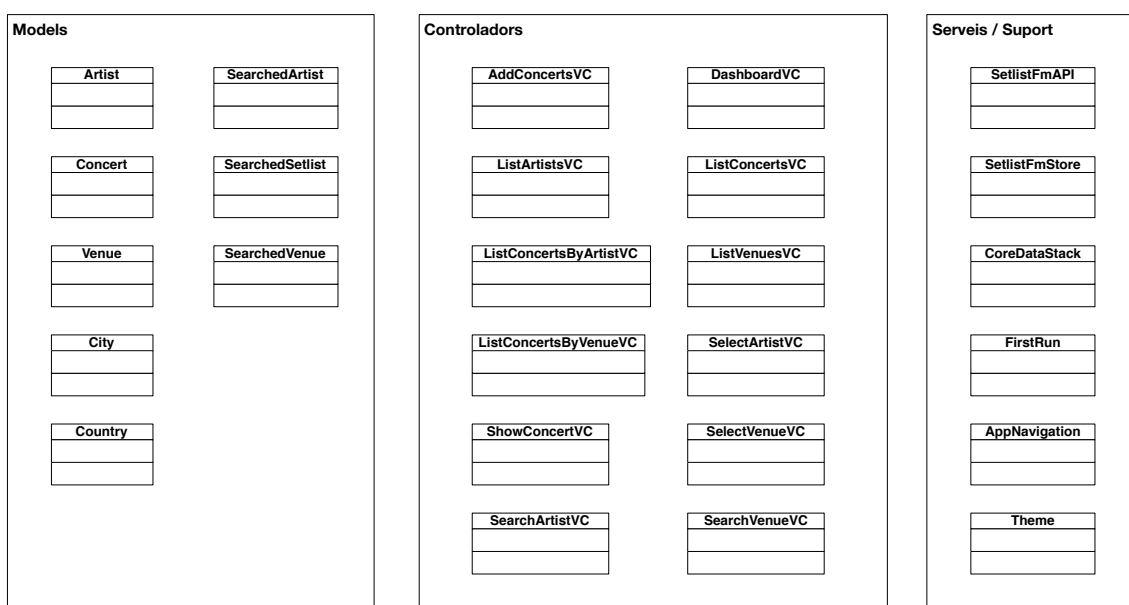 Models
Artist
SearchedArtist
Concert
SearchedSetlist
Venue
SearchedVenue
City
Country
Controladors
AddConcertsVC
DashboardVC
ListArtistsVC
ListConcertsVC
ListConcertsByArtistVC
ListVenuesVC
ListConcertsByVenueVC
SelectArtistVC
ShowConcertVC
SelectVenueVC
SearchArtistVC
SearchVenueVC
Serveis / Suport
SetlistFmAPI
SetlistFmStore
CoreDataStack
FirstRun
AppNavigation
Theme